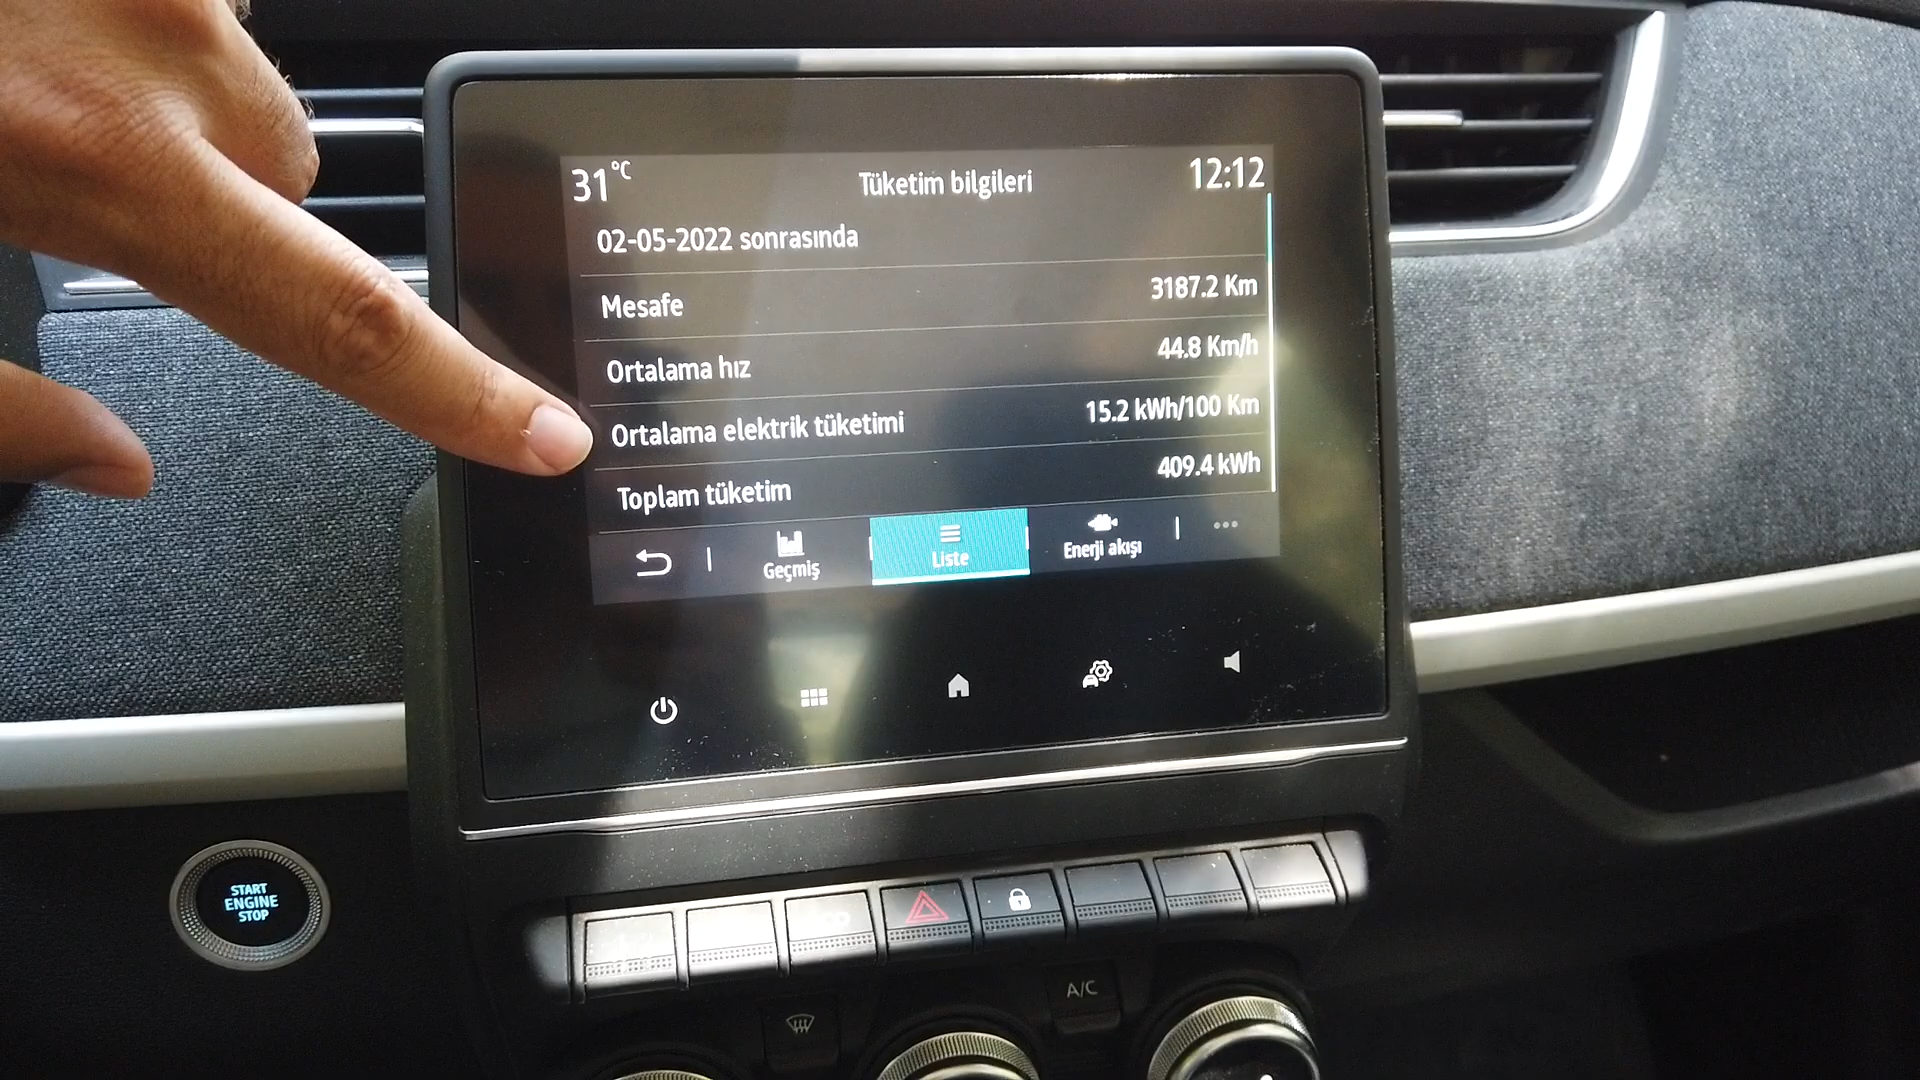 31°C
Tüketim bilgileri
12:12
02-05-2022 sonrasında
Mesafe 3187.2 Km
Ortalama hız 44.8 Km/h
Ortalama elektrik tüketimi 15.2 kWh/100 Km
Toplam tüketim 409.4 kWh
Geçmiş
Liste
Enerji akışı
START
ENGINE
STOP
A/C